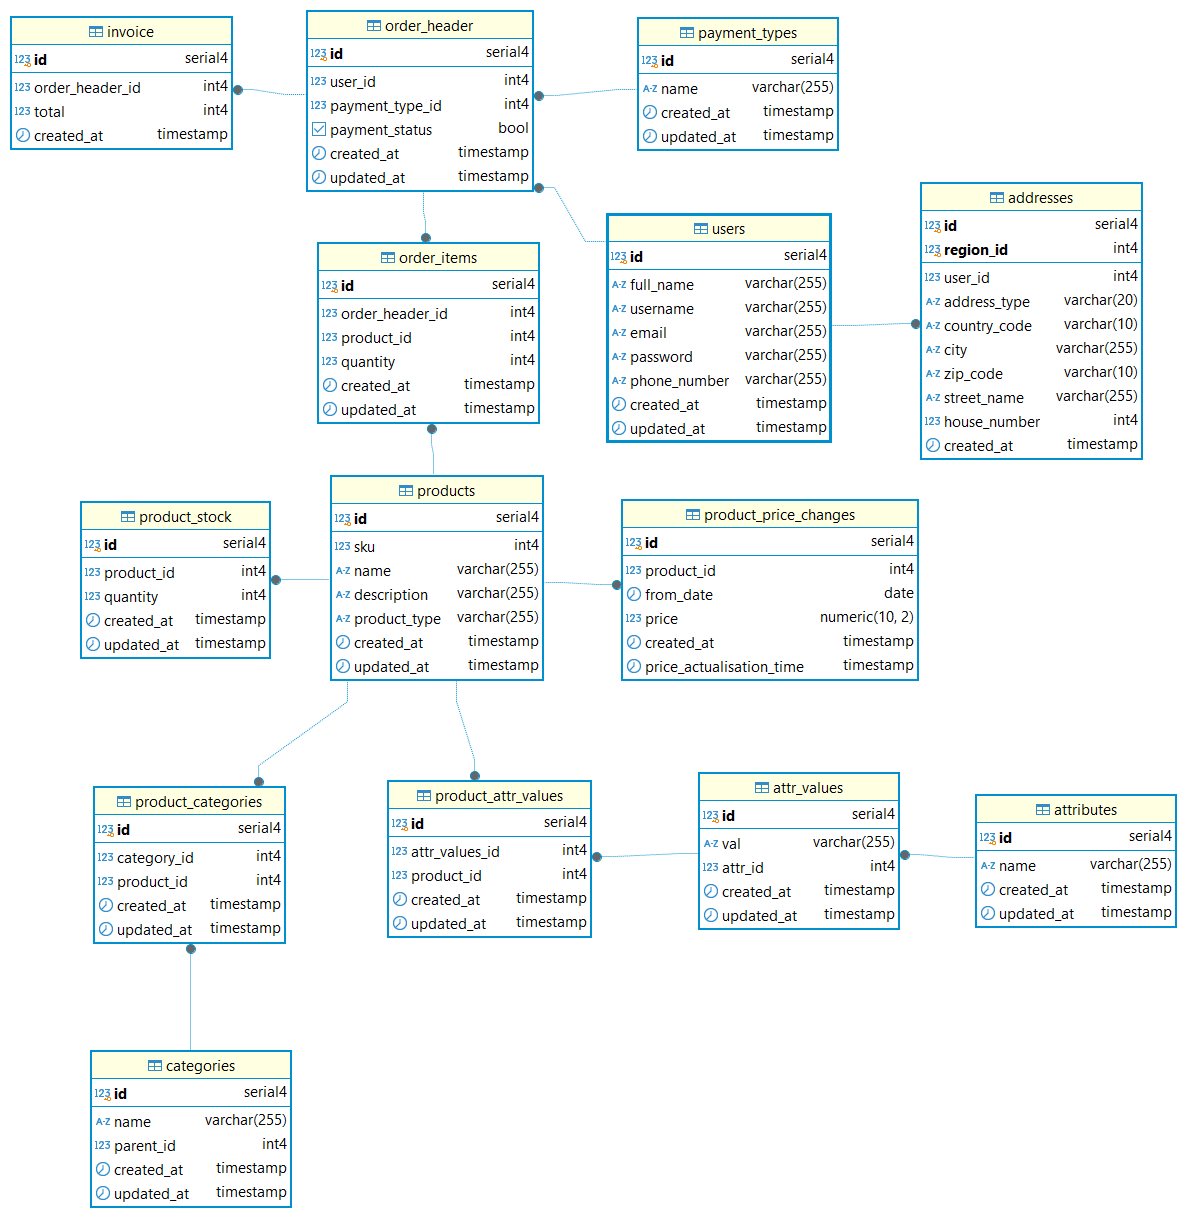 invoice
123 id serial4
123 order_header_id int4
123 total int4
created_at timestamp
order_header
123 id serial4
123 user_id int4
123 payment_type_id int4
payment_status bool
created_at timestamp
updated_at timestamp
payment_types
123 id serial4
A-Z name varchar(255)
created_at timestamp
updated_at timestamp
addresses
123 id serial4
123 region_id int4
123 user_id int4
A-Z address_type varchar(20)
A-Z country_code varchar(10)
A-Z city varchar(255)
A-Z zip_code varchar(10)
A-Z street_name varchar(255)
123 house_number int4
created_at timestamp
users
123 id serial4
A-Z full_name varchar(255)
A-Z username varchar(255)
A-Z email varchar(255)
A-Z password varchar(255)
A-Z phone_number varchar(255)
created_at timestamp
updated_at timestamp
order_items
123 id serial4
123 order_header_id int4
123 product_id int4
123 quantity int4
created_at timestamp
updated_at timestamp
product_stock
123 id serial4
123 product_id int4
123 quantity int4
created_at timestamp
updated_at timestamp
products
123 id serial4
123 sku int4
A-Z name varchar(255)
A-Z description varchar(255)
A-Z product_type varchar(255)
created_at timestamp
updated_at timestamp
product_price_changes
123 id serial4
123 product_id int4
from_date date
123 price numeric(10, 2)
created_at timestamp
price_actualisation_time timestamp
product_categories
123 id serial4
123 category_id int4
123 product_id int4
created_at timestamp
updated_at timestamp
product_attr_values
123 id serial4
123 attr_values_id int4
123 product_id int4
created_at timestamp
updated_at timestamp
attr_values
123 id serial4
A-Z val varchar(255)
123 attr_id int4
created_at timestamp
updated_at timestamp
attributes
123 id serial4
A-Z name varchar(255)
created_at timestamp
updated_at timestamp
categories
123 id serial4
A-Z name varchar(255)
123 parent_id int4
created_at timestamp
updated_at timestamp